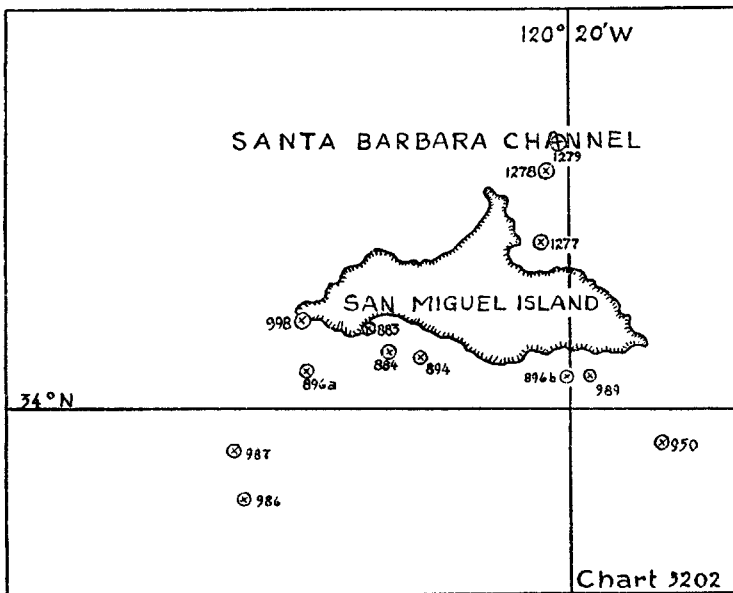 120° 20'W
SANTA BARBARA CHANNEL
1279
1278
1277
SAN MIGUEL ISLAND
998
883
884
894
896a
896b
989
34°N
987
950
986
Chart 5202